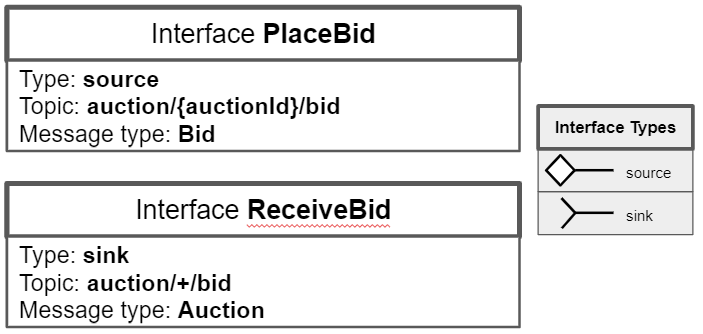 Interface PlaceBid
Type: source
Topic: auction/{auctionId}/bid
Message type: Bid
Interface ReceiveBid
Type: sink
Topic: auction/+/bid
Message type: Auction
Interface Types
source
sink